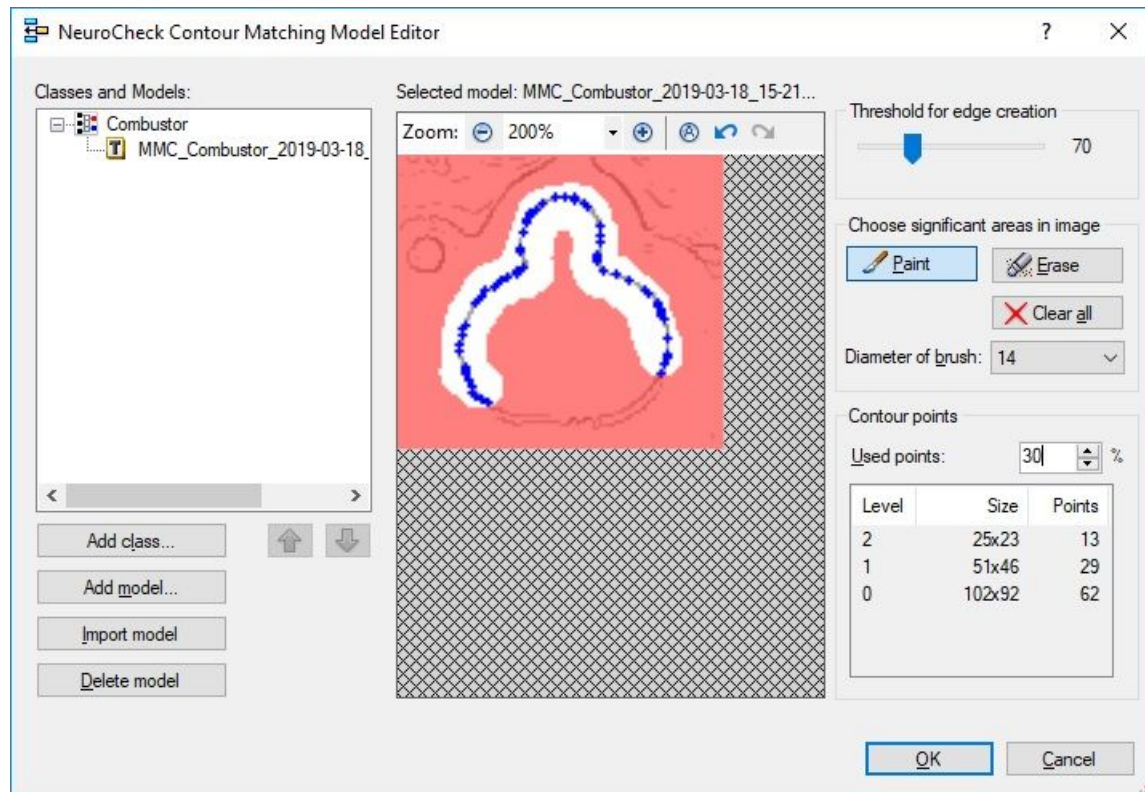 NeuroCheck Contour Matching Model Editor
?
Classes and Models:
Combustor
T MMC_Combustor_2019-03-18_
Add class...
Add model...
Import model
Delete model
Selected model: MMC_Combustor_2019-03-18_15-21...
Zoom: 200% A
Threshold for edge creation
70
Choose significant areas in image
Paint Erase
Clear all
Diameter of brush: 14
Contour points
Used points: 30 %
Level Size Points
2 25x23 13
1 51x46 29
0 102x92 62
OK Cancel